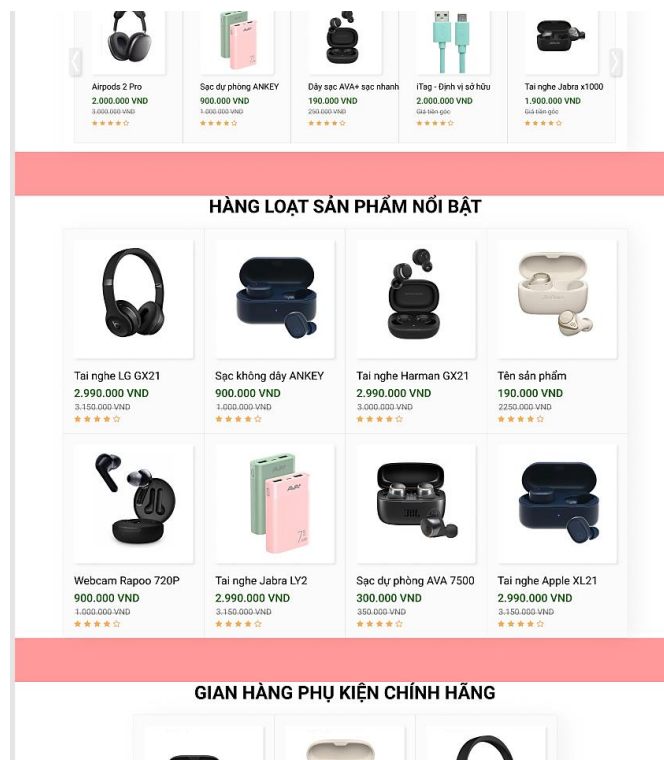 Airpods 2 Pro
2.000.000 VND
3.000.000 VND
Sạc dự phòng ANKEY
900.000 VND
1.000.000 VND
Dây sạc AVA+ sạc nhanh
190.000 VND
250.000 VND
iTag - Định vị sở hữu
2.000.000 VND
Giá tiền gốc
Tai nghe Jabra x1000
1.900.000 VND
Giá tiền gốc
HÀNG LOẠT SẢN PHẨM NỔI BẬT
Tai nghe LG GX21
2.990.000 VND
3.150.000 VND
Sạc không dây ANKEY
900.000 VND
1.000.000 VND
Tai nghe Harman GX21
2.990.000 VND
3.000.000 VND
Tên sản phẩm
190.000 VND
2250.000 VND
Webcam Rapoo 720P
900.000 VND
1.000.000 VND
Tai nghe Jabra LY2
2.990.000 VND
3.150.000 VND
Sạc dự phòng AVA 7500
300.000 VND
350.000 VND
Tai nghe Apple XL21
2.990.000 VND
3.150.000 VND
GIAN HÀNG PHỤ KIỆN CHÍNH HÃNG